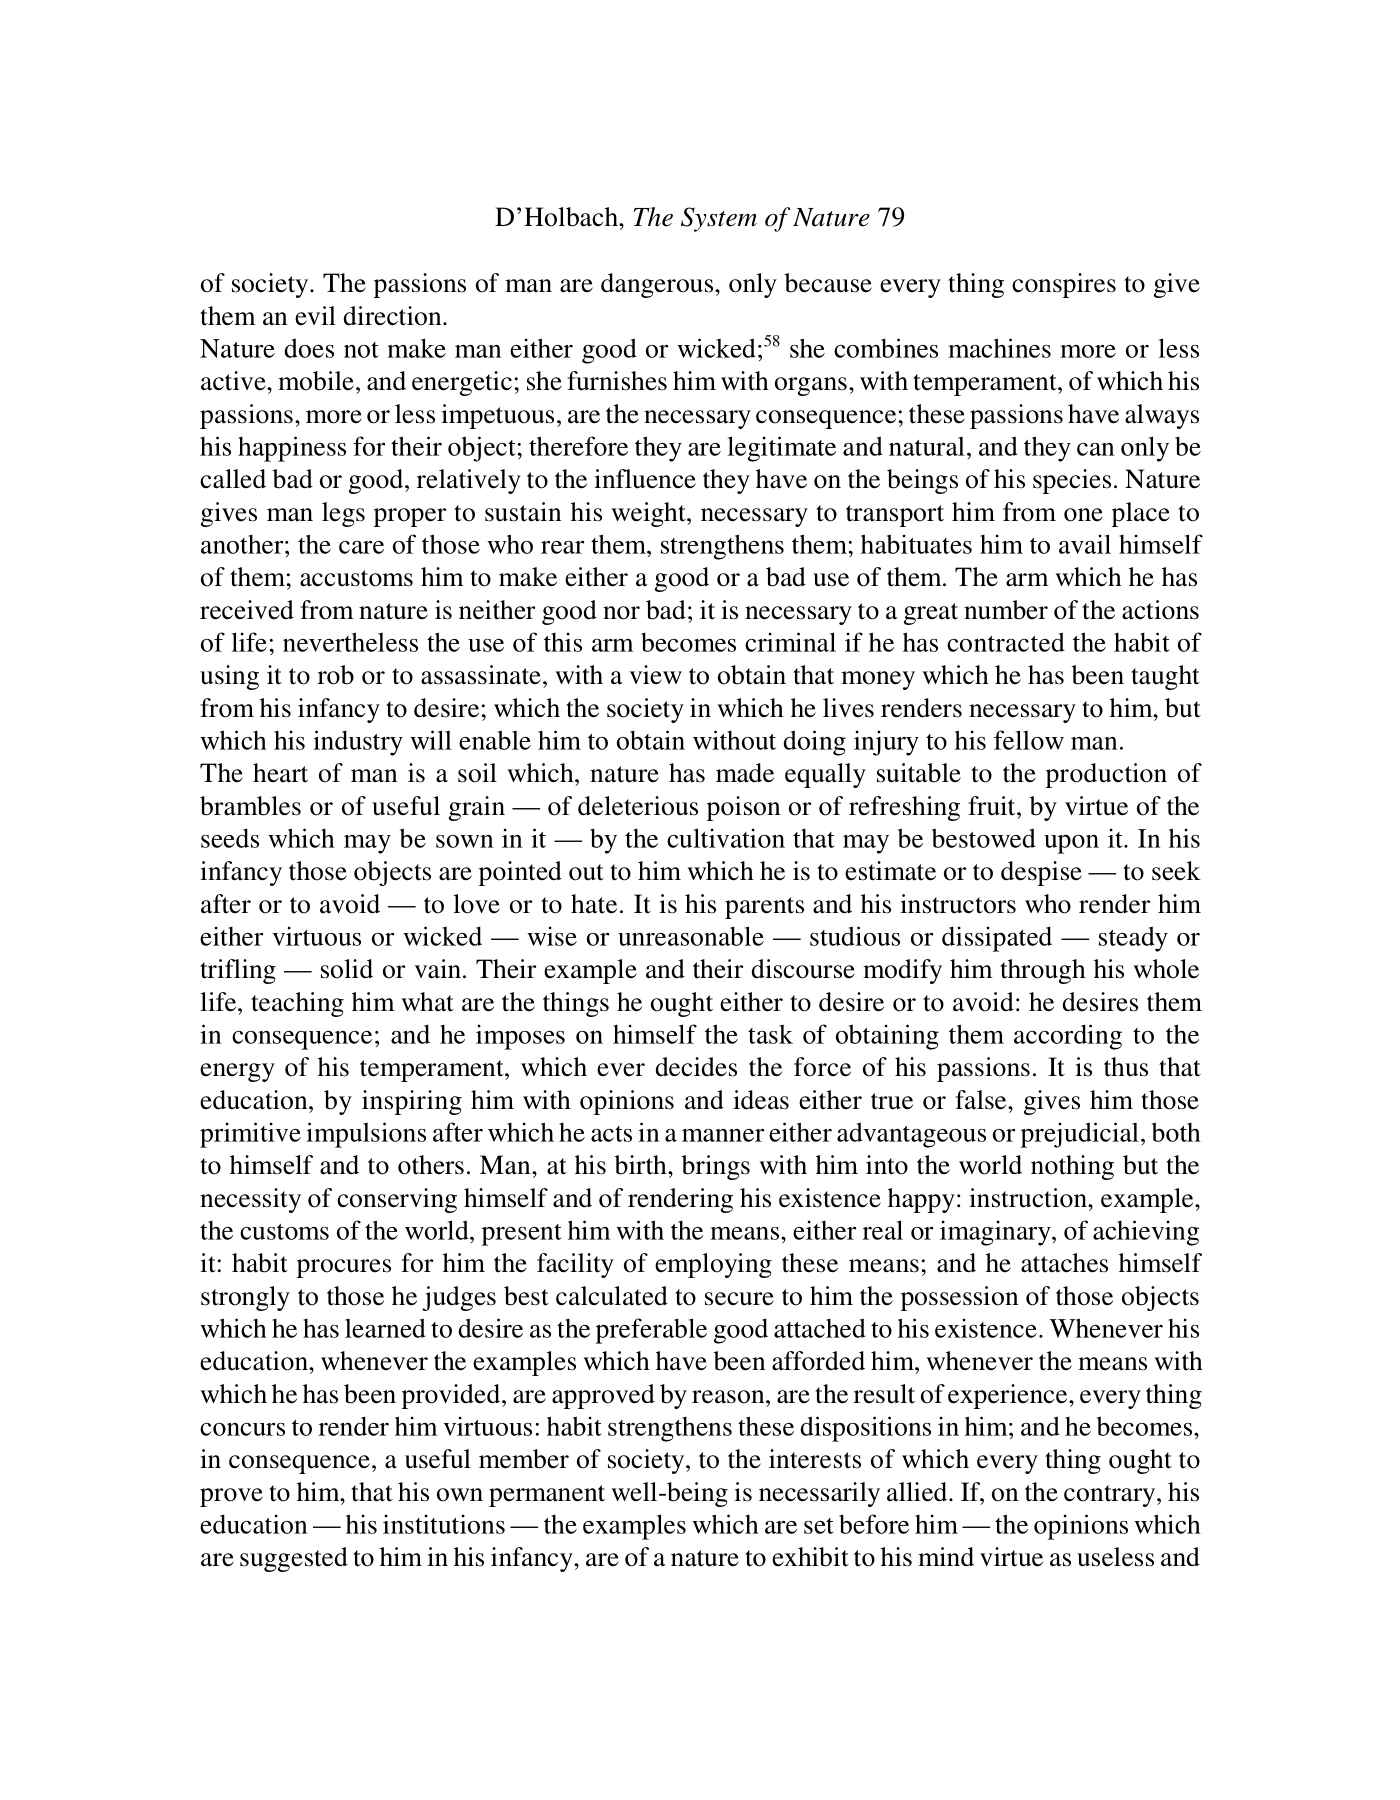 D’Holbach, The System of Nature 79
of society. The passions of man are dangerous, only because every thing conspires to give
them an evil direction.
Nature does not make man either good or wicked;58 she combines machines more or less
active, mobile, and energetic; she furnishes him with organs, with temperament, of which his
passions, more or less impetuous, are the necessary consequence; these passions have always
his happiness for their object; therefore they are legitimate and natural, and they can only be
called bad or good, relatively to the influence they have on the beings of his species. Nature
gives man legs proper to sustain his weight, necessary to transport him from one place to
another; the care of those who rear them, strengthens them; habituates him to avail himself
of them; accustoms him to make either a good or a bad use of them. The arm which he has
received from nature is neither good nor bad; it is necessary to a great number of the actions
of life; nevertheless the use of this arm becomes criminal if he has contracted the habit of
using it to rob or to assassinate, with a view to obtain that money which he has been taught
from his infancy to desire; which the society in which he lives renders necessary to him, but
which his industry will enable him to obtain without doing injury to his fellow man.
The heart of man is a soil which, nature has made equally suitable to the production of
brambles or of useful grain — of deleterious poison or of refreshing fruit, by virtue of the
seeds which may be sown in it — by the cultivation that may be bestowed upon it. In his
infancy those objects are pointed out to him which he is to estimate or to despise — to seek
after or to avoid — to love or to hate. It is his parents and his instructors who render him
either virtuous or wicked — wise or unreasonable — studious or dissipated — steady or
trifling — solid or vain. Their example and their discourse modify him through his whole
life, teaching him what are the things he ought either to desire or to avoid: he desires them
in consequence; and he imposes on himself the task of obtaining them according to the
energy of his temperament, which ever decides the force of his passions. It is thus that
education, by inspiring him with opinions and ideas either true or false, gives him those
primitive impulsions after which he acts in a manner either advantageous or prejudicial, both
to himself and to others. Man, at his birth, brings with him into the world nothing but the
necessity of conserving himself and of rendering his existence happy: instruction, example,
the customs of the world, present him with the means, either real or imaginary, of achieving
it: habit procures for him the facility of employing these means; and he attaches himself
strongly to those he judges best calculated to secure to him the possession of those objects
which he has learned to desire as the preferable good attached to his existence. Whenever his
education, whenever the examples which have been afforded him, whenever the means with
which he has been provided, are approved by reason, are the result of experience, every thing
concurs to render him virtuous: habit strengthens these dispositions in him; and he becomes,
in consequence, a useful member of society, to the interests of which every thing ought to
prove to him, that his own permanent well-being is necessarily allied. If, on the contrary, his
education — his institutions — the examples which are set before him — the opinions which
are suggested to him in his infancy, are of a nature to exhibit to his mind virtue as useless and